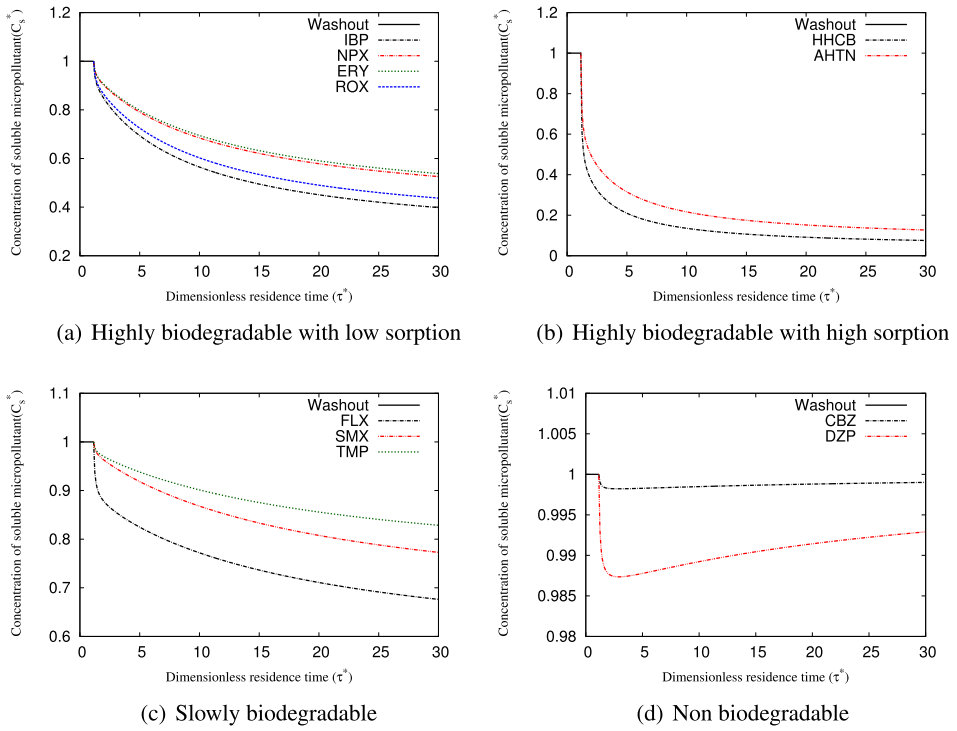 Concentration of soluble micropollutant(Cs*)
1.2
1
0.8
0.6
0.4
0.2
0 5 10 15 20 25 30
Washout
IBP
NPX
ERY
ROX
Dimensionless residence time (τ*)
(a) Highly biodegradable with low sorption
Concentration of soluble micropollutant(Cs*)
1.2
1
0.8
0.6
0.4
0.2
0
0 5 10 15 20 25 30
Washout
HHCB
AHTN
Dimensionless residence time (τ*)
(b) Highly biodegradable with high sorption
Concentration of soluble micropollutant(Cs*)
1.1
1
0.9
0.8
0.7
0.6
0 5 10 15 20 25 30
Washout
FLX
SMX
TMP
Dimensionless residence time (τ*)
(c) Slowly biodegradable
Concentration of soluble micropollutant(Cs*)
1.01
1.005
1
0.995
0.99
0.985
0.98
0 5 10 15 20 25 30
Washout
CBZ
DZP
Dimensionless residence time (τ*)
(d) Non biodegradable